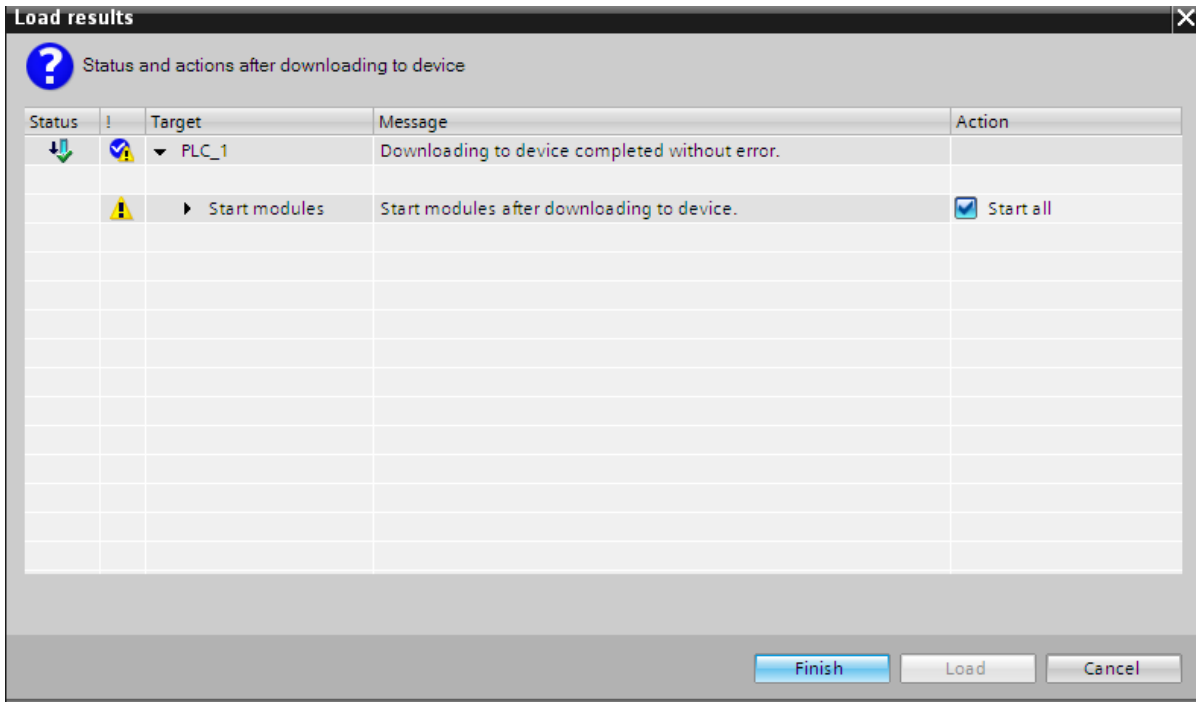 Load results
Status and actions after downloading to device
Status ! Target Message Action
PLC_1 Downloading to device completed without error.
Start modules Start modules after downloading to device. Start all
Finish Load Cancel